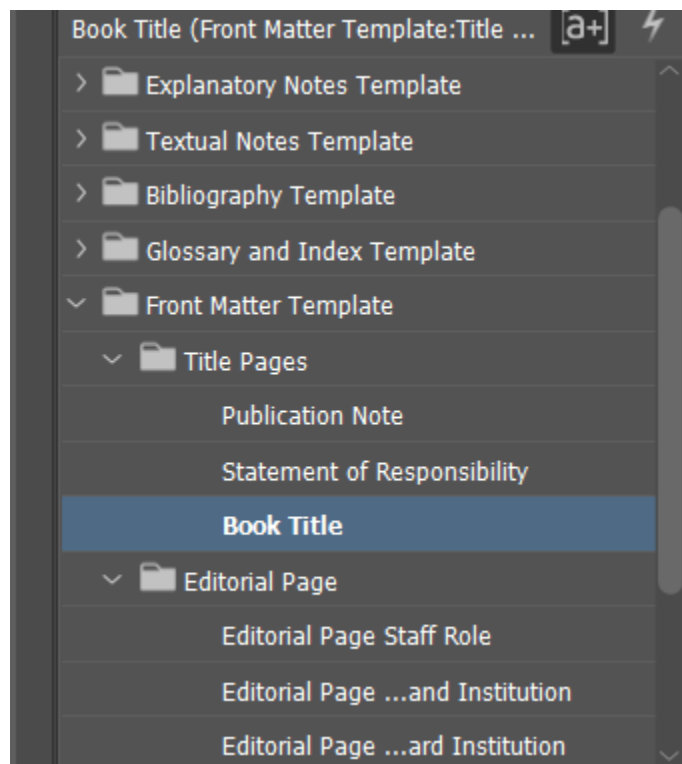 Book Title (Front Matter Template:Title ... [a+]
Explanatory Notes Template
Textual Notes Template
Bibliography Template
Glossary and Index Template
Front Matter Template
Title Pages
Publication Note
Statement of Responsibility
Book Title
Editorial Page
Editorial Page Staff Role
Editorial Page ...and Institution
Editorial Page ...ard Institution